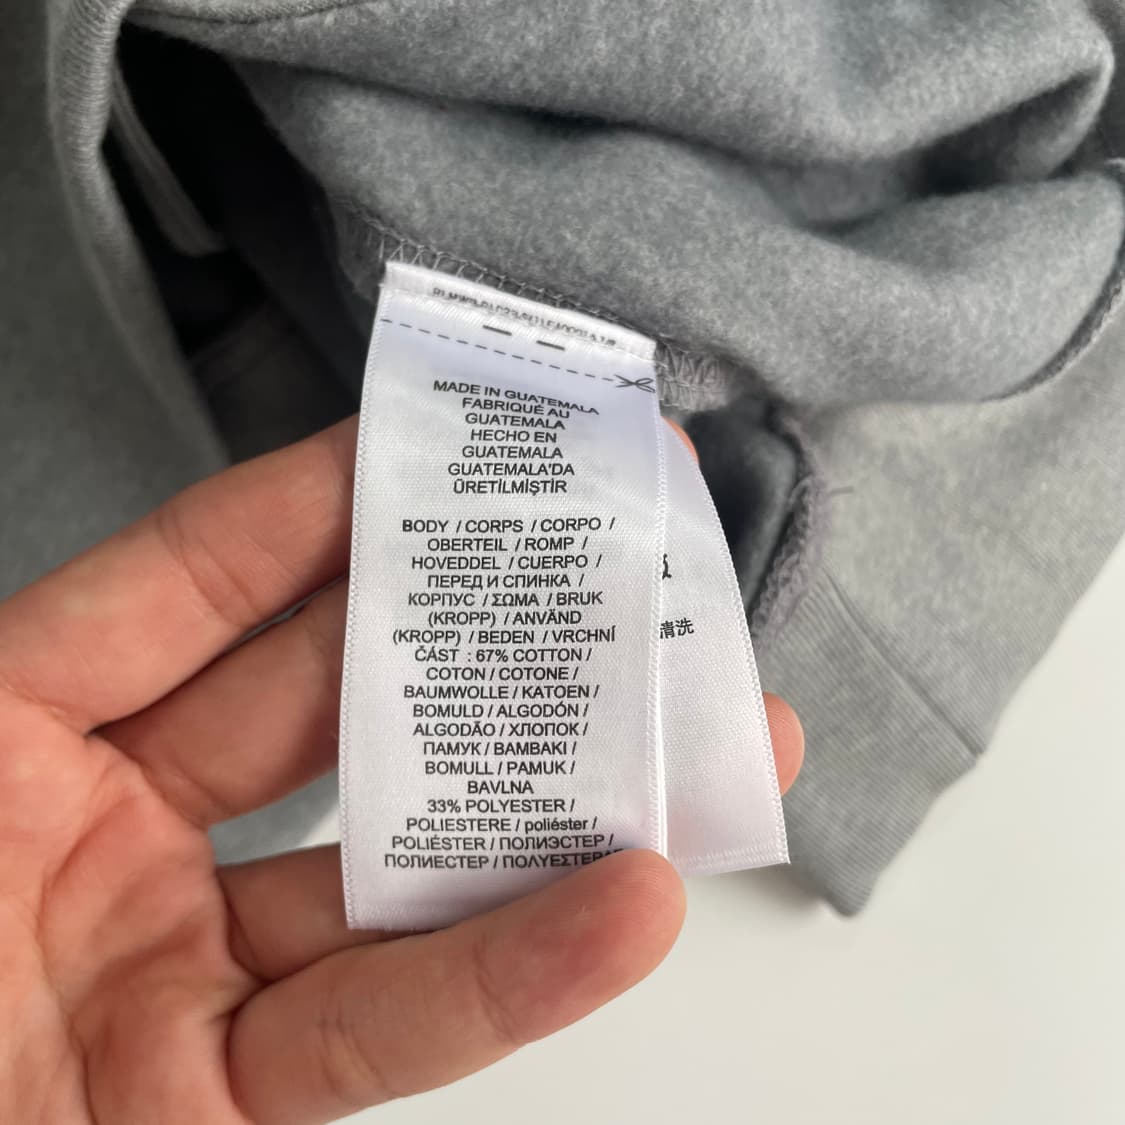 MADE IN GUATEMALA
FABRIQUÉ AU
GUATEMALA
HECHO EN
GUATEMALA
GUATEMALA'DA
ÜRETİLMİŞTİR
BODY / CORPS / CORPO /
OBERTEIL / ROMP /
HOVEDDEL / CUERPO /
ПЕРЕД И СПИНКА /
КОРПУС / ΣΩΜΑ / BRUK
(KROPP) / ANVÄND
(KROPP) / BEDEN / VRCHNÍ
ČÁST : 67% COTTON /
COTON / COTONE /
BAUMWOLLE / KATOEN /
BOMULD / ALGODÓN /
ALGODÃO / ХЛОПОК /
ПАМУК / BAMBAKI /
BOMULL / PAMUK /
BAVLNA
33% POLYESTER /
POLIESTERE / poliéster /
POLIÉSTER / ПОЛИЭСТЕР /
ПОЛИЕСТЕР /
清洗